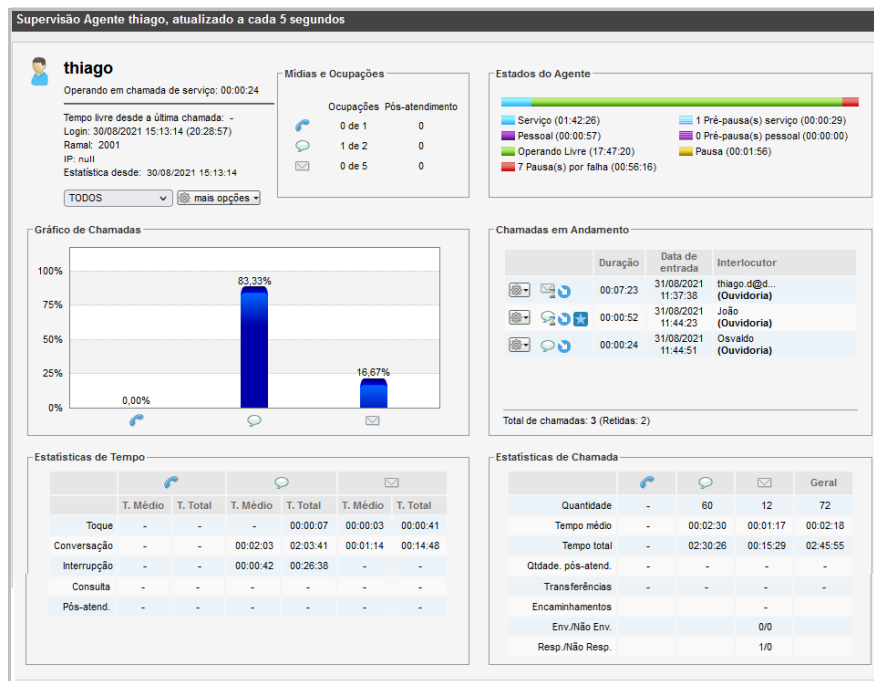 Supervisão Agente thiago, atualizado a cada 5 segundos
thiago
Operando em chamada de serviço: 00:00:24
Tempo livre desde a última chamada: -
Login: 30/08/2021 15:13:14 (20:28:57)
Ramal: 2001
IP: null
Estatística desde: 30/08/2021 15:13:14
TODOS mais opções
Mídias e Ocupações
Ocupações Pós-atendimento
0 de 1 0
1 de 2 0
0 de 5 0
Estados do Agente
Serviço (01:42:26) 1 Pré-pausa(s) serviço (00:00:29)
Pessoal (00:00:57) 0 Pré-pausa(s) pessoal (00:00:00)
Operando Livre (17:47:20) Pausa (00:01:56)
7 Pausa(s) por falha (00:56:16)
Gráfico de Chamadas
100%
75%
50%
25%
0%
0,00%
83,33%
16,67%
Chamadas em Andamento
Duração Data de entrada Interlocutor
00:07:23 31/08/2021 11:37:38 thiago.d@d... (Ouvidoria)
00:00:52 31/08/2021 11:44:23 João (Ouvidoria)
00:00:24 31/08/2021 11:44:51 Osvaldo (Ouvidoria)
Total de chamadas: 3 (Retidas: 2)
Estatísticas de Tempo
T. Médio T. Total T. Médio T. Total T. Médio T. Total
Toque - - - 00:00:07 00:00:03 00:00:41
Conversação - - 00:02:03 02:03:41 00:01:14 00:14:48
Interrupção - - 00:00:42 00:26:38 - -
Consulta - - - - - -
Pós-atend. - - - - - -
Estatísticas de Chamada
Geral
Quantidade - 60 12 72
Tempo médio - 00:02:30 00:01:17 00:02:18
Tempo total - 02:30:26 00:15:29 02:45:55
Qtdade. pós-atend. - - - -
Transferências - - - -
Encaminhamentos -
Env./Não Env. 0/0
Resp./Não Resp. 1/0